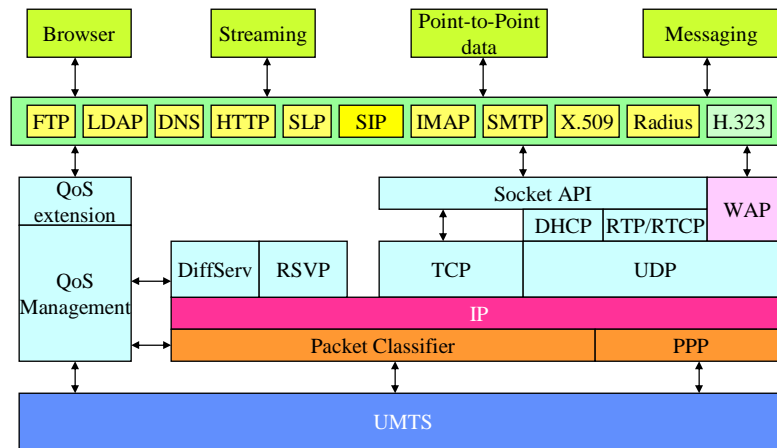 Browser
Streaming
Point-to-Point
data
Messaging
FTP
LDAP
DNS
HTTP
SLP
SIP
IMAP
SMTP
X.509
Radius
H.323
QoS
extension
Socket API
WAP
DHCP
RTP/RTCP
QoS
Management
DiffServ
RSVP
TCP
UDP
IP
Packet Classifier
PPP
UMTS